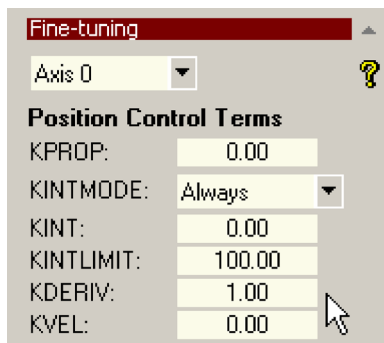 Fine-tuning
Axis 0
Position Control Terms
KPROP: 0.00
KINTMODE: Always
KINT: 0.00
KINTLIMIT: 100.00
KDERIV: 1.00
KVEL: 0.00